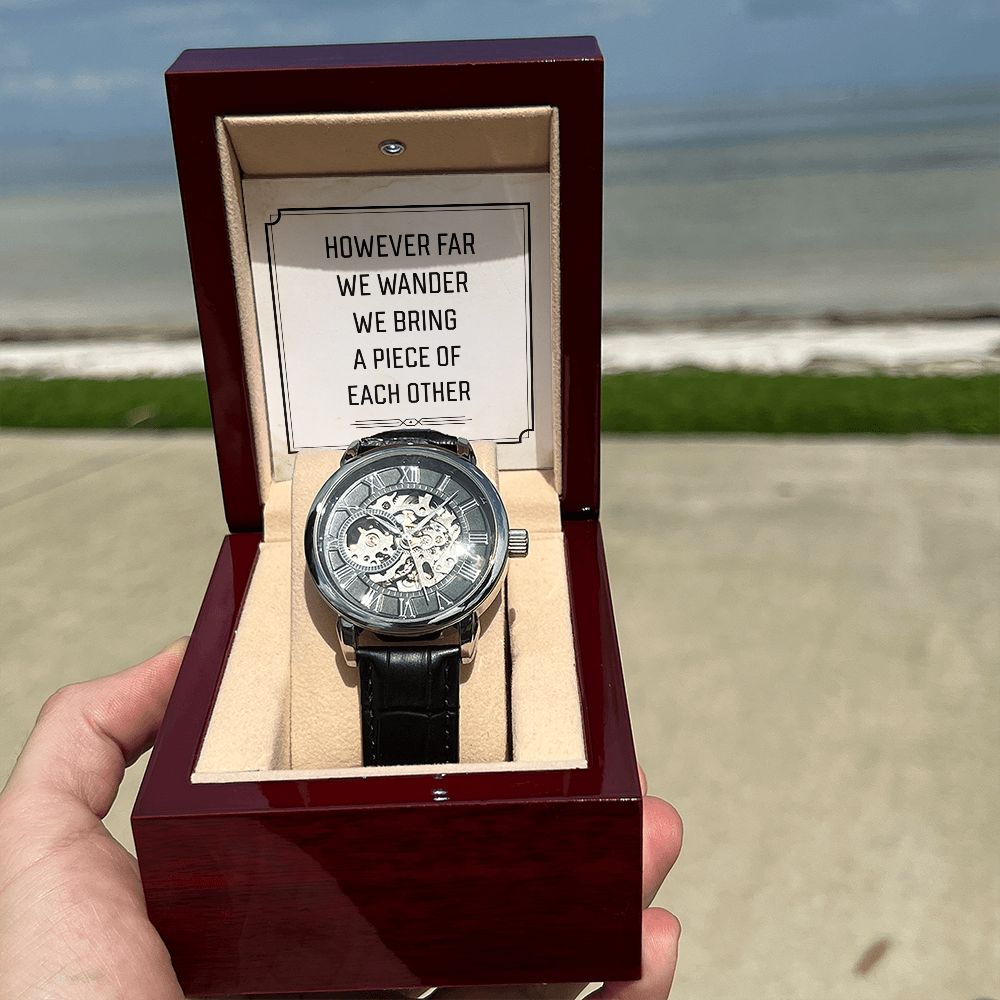 HOWEVER FAR
WE WANDER
WE BRING
A PIECE OF
EACH OTHER